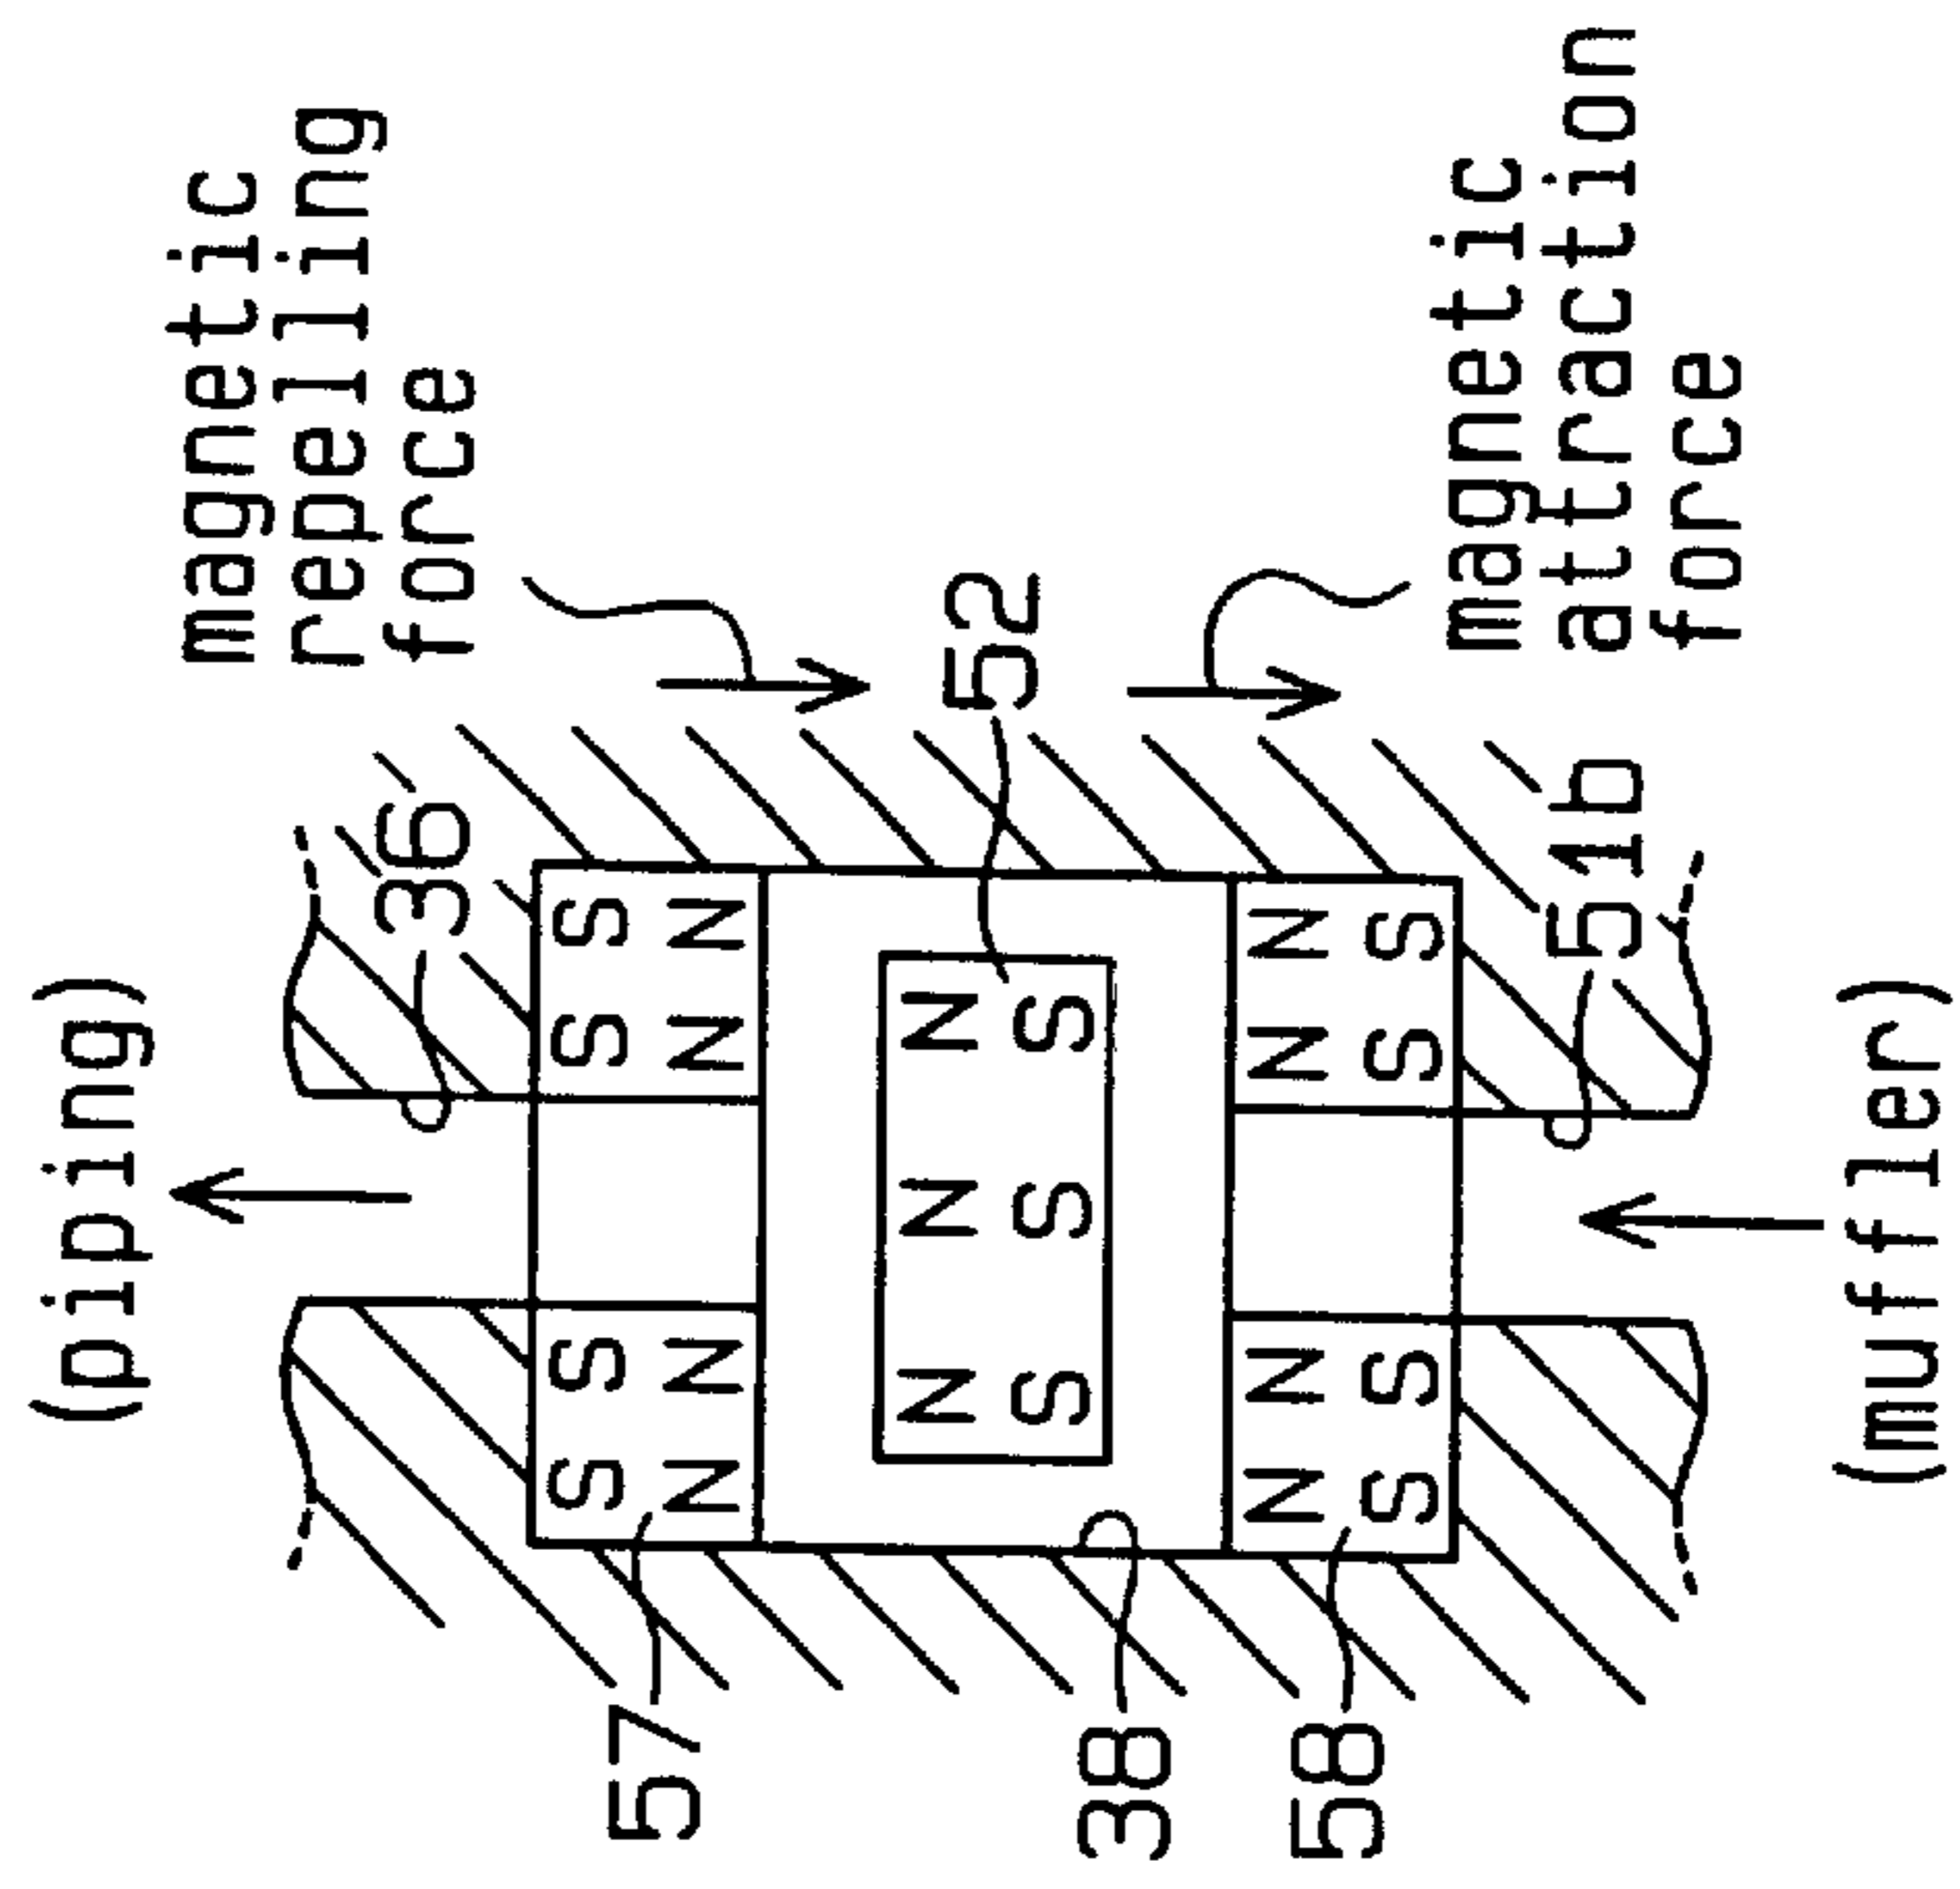 (piping)
magnetic
repelling
force
36
S S S S
57
N N N N
N N N
52
S S S
38
N N N N
58
S S S S
magnetic
attraction
force
51b
(muffler)